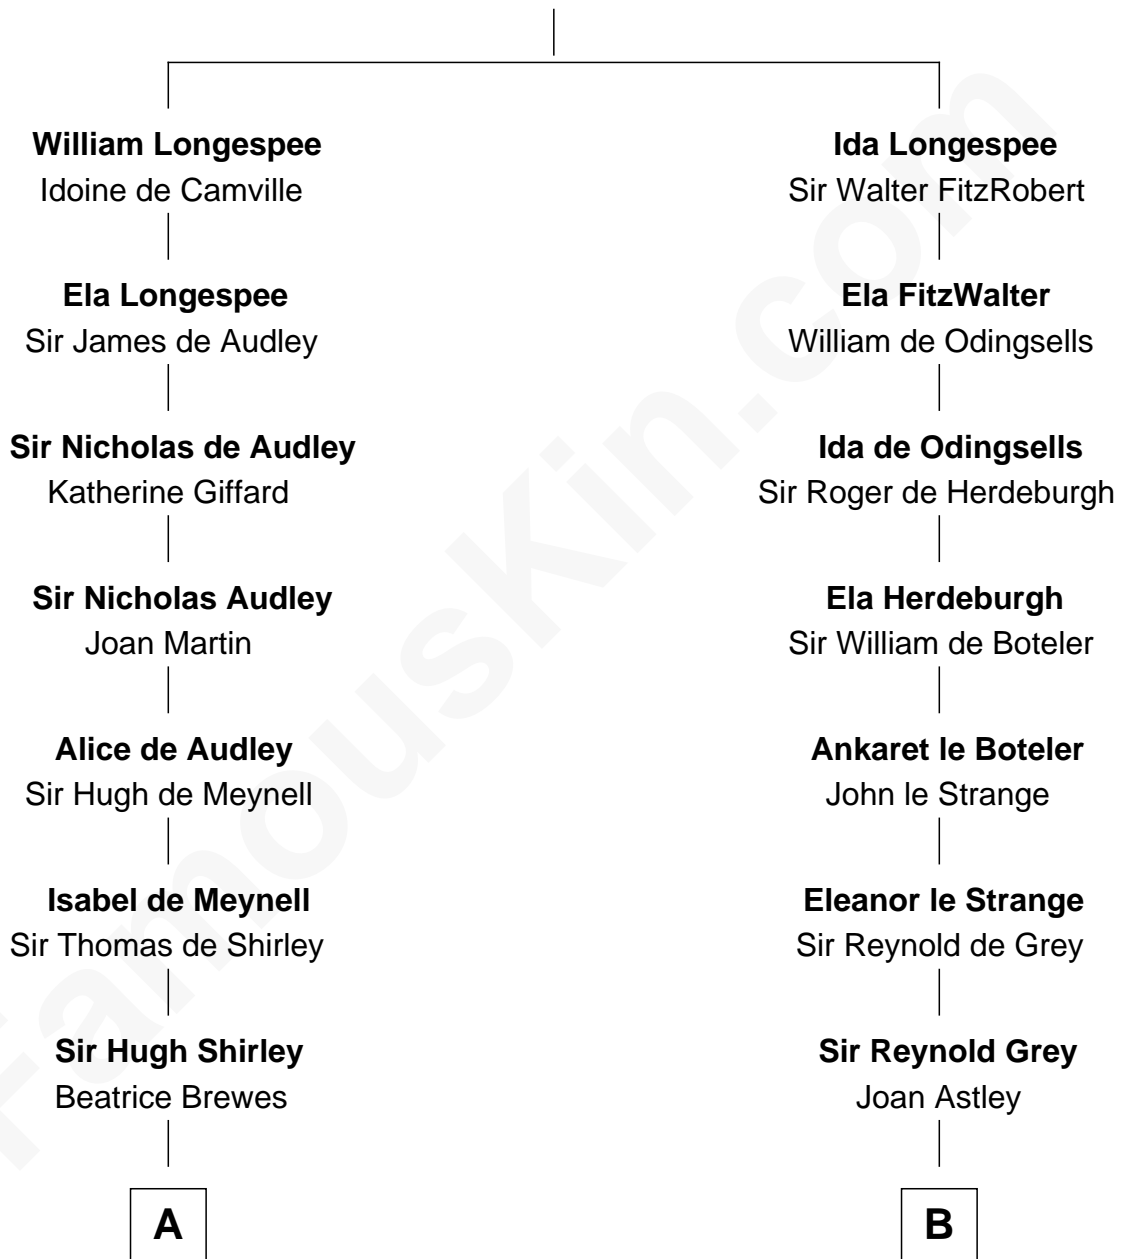 William Longespee
Idoine de Camville
Ela Longespee
Sir James de Audley
Sir Nicholas de Audley
Katherine Giffard
Sir Nicholas Audley
Joan Martin
Alice de Audley
Sir Hugh de Meynell
Isabel de Meynell
Sir Thomas de Shirley
Sir Hugh Shirley
Beatrice Brewes
A
Ida Longespee
Sir Walter FitzRobert
Ela FitzWalter
William de Odingsells
Ida de Odingsells
Sir Roger de Herdeburgh
Ela Herdeburgh
Sir William de Boteler
Ankaret le Boteler
John le Strange
Eleanor le Strange
Sir Reynold de Grey
Sir Reynold Grey
Joan Astley
B
FamousKin.com